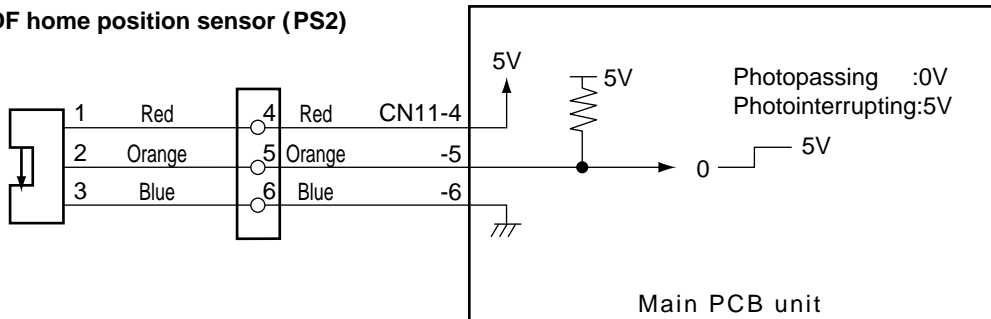 DF home position sensor (PS2)
5V
5V
Photopassing :0V
Photointerrupting:5V
1 Red 4 Red CN11-4
2 Orange 5 Orange -5
0 5V
3 Blue 6 Blue -6
Main PCB unit